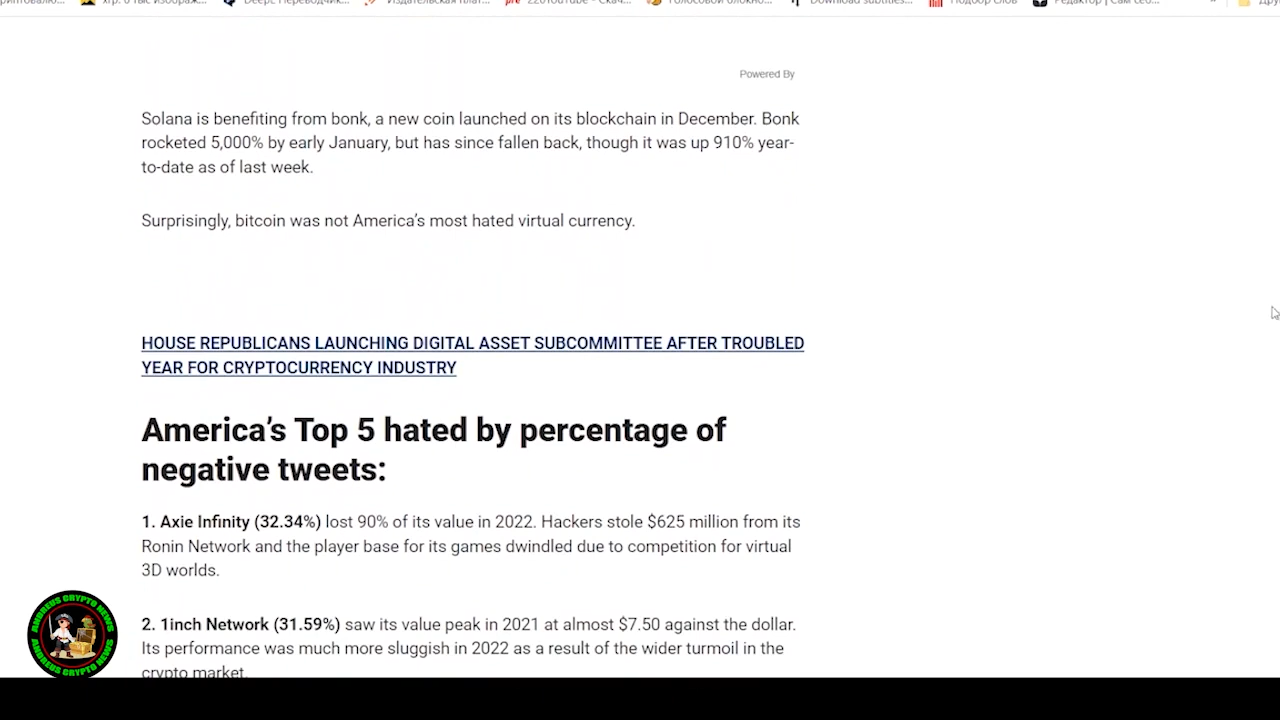 Powered By
Solana is benefiting from bonk, a new coin launched on its blockchain in December. Bonk
rocketed 5,000% by early January, but has since fallen back, though it was up 910% year-
to-date as of last week.
Surprisingly, bitcoin was not America’s most hated virtual currency.
HOUSE REPUBLICANS LAUNCHING DIGITAL ASSET SUBCOMMITTEE AFTER TROUBLED
YEAR FOR CRYPTOCURRENCY INDUSTRY
America’s Top 5 hated by percentage of
negative tweets:
1. Axie Infinity (32.34%) lost 90% of its value in 2022. Hackers stole $625 million from its
Ronin Network and the player base for its games dwindled due to competition for virtual
3D worlds.
2. 1inch Network (31.59%) saw its value peak in 2021 at almost $7.50 against the dollar.
Its performance was much more sluggish in 2022 as a result of the wider turmoil in the
crypto market.
ANDREUS CRYPTO NEWS
ANDREUS CRYPTO NEWS